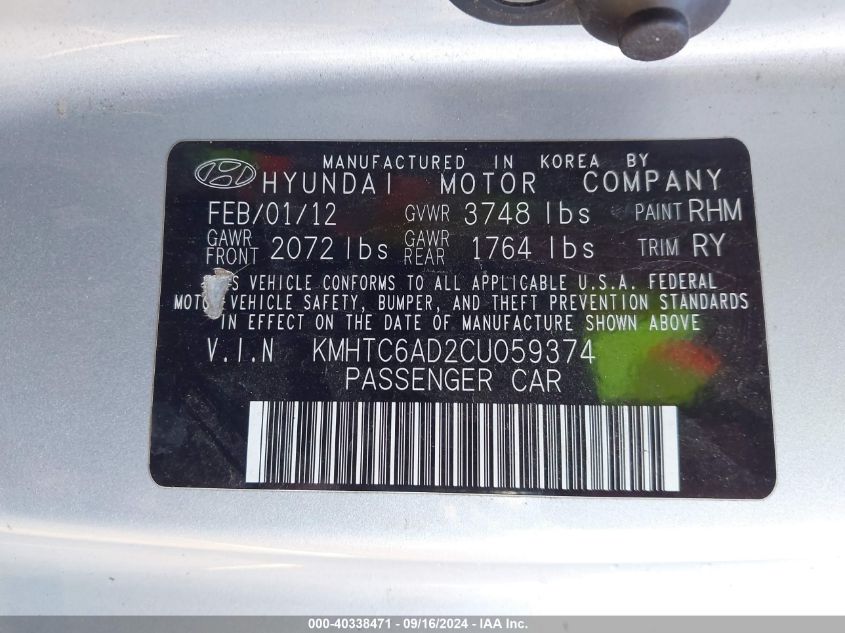 MANUFACTURED IN KOREA BY
HYUNDAI MOTOR COMPANY
FEB/01/12 GVWR 3748 lbs PAINT RHM
GAWR FRONT 2072 lbs GAWR REAR 1764 lbs TRIM RY
VEHICLE CONFORMS TO ALL APPLICABLE U.S.A. FEDERAL
VEHICLE SAFETY, BUMPER, AND THEFT PREVENTION STANDARDS
IN EFFECT ON THE DATE OF MANUFACTURE SHOWN ABOVE
V.I.N KMHTC6AD2CU059374
PASSENGER CAR
000-40338471 - 09/16/2024 - IAA Inc.